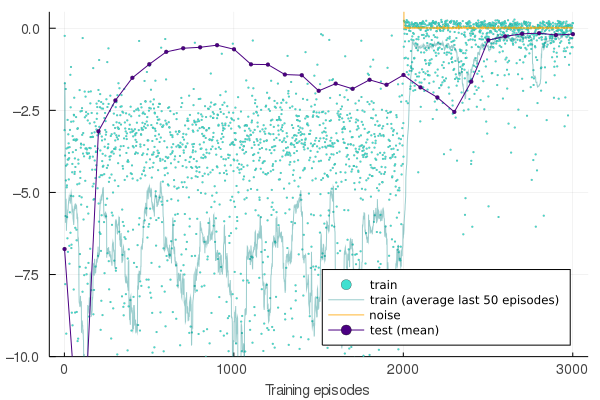 0.0
−2.5
−5.0
−7.5
−10.0
train
train (average last 50 episodes)
noise
test (mean)
0
1000
2000
3000
Training episodes